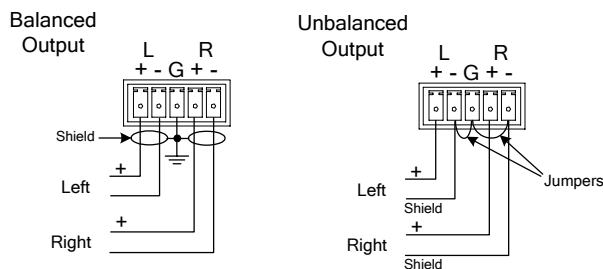 Balanced
Output
L R
+ - G + -
Shield
+
Left
+
Right
Unbalanced
Output
L R
+ - G + -
Jumpers
+
Left
Shield
+
Right
Shield